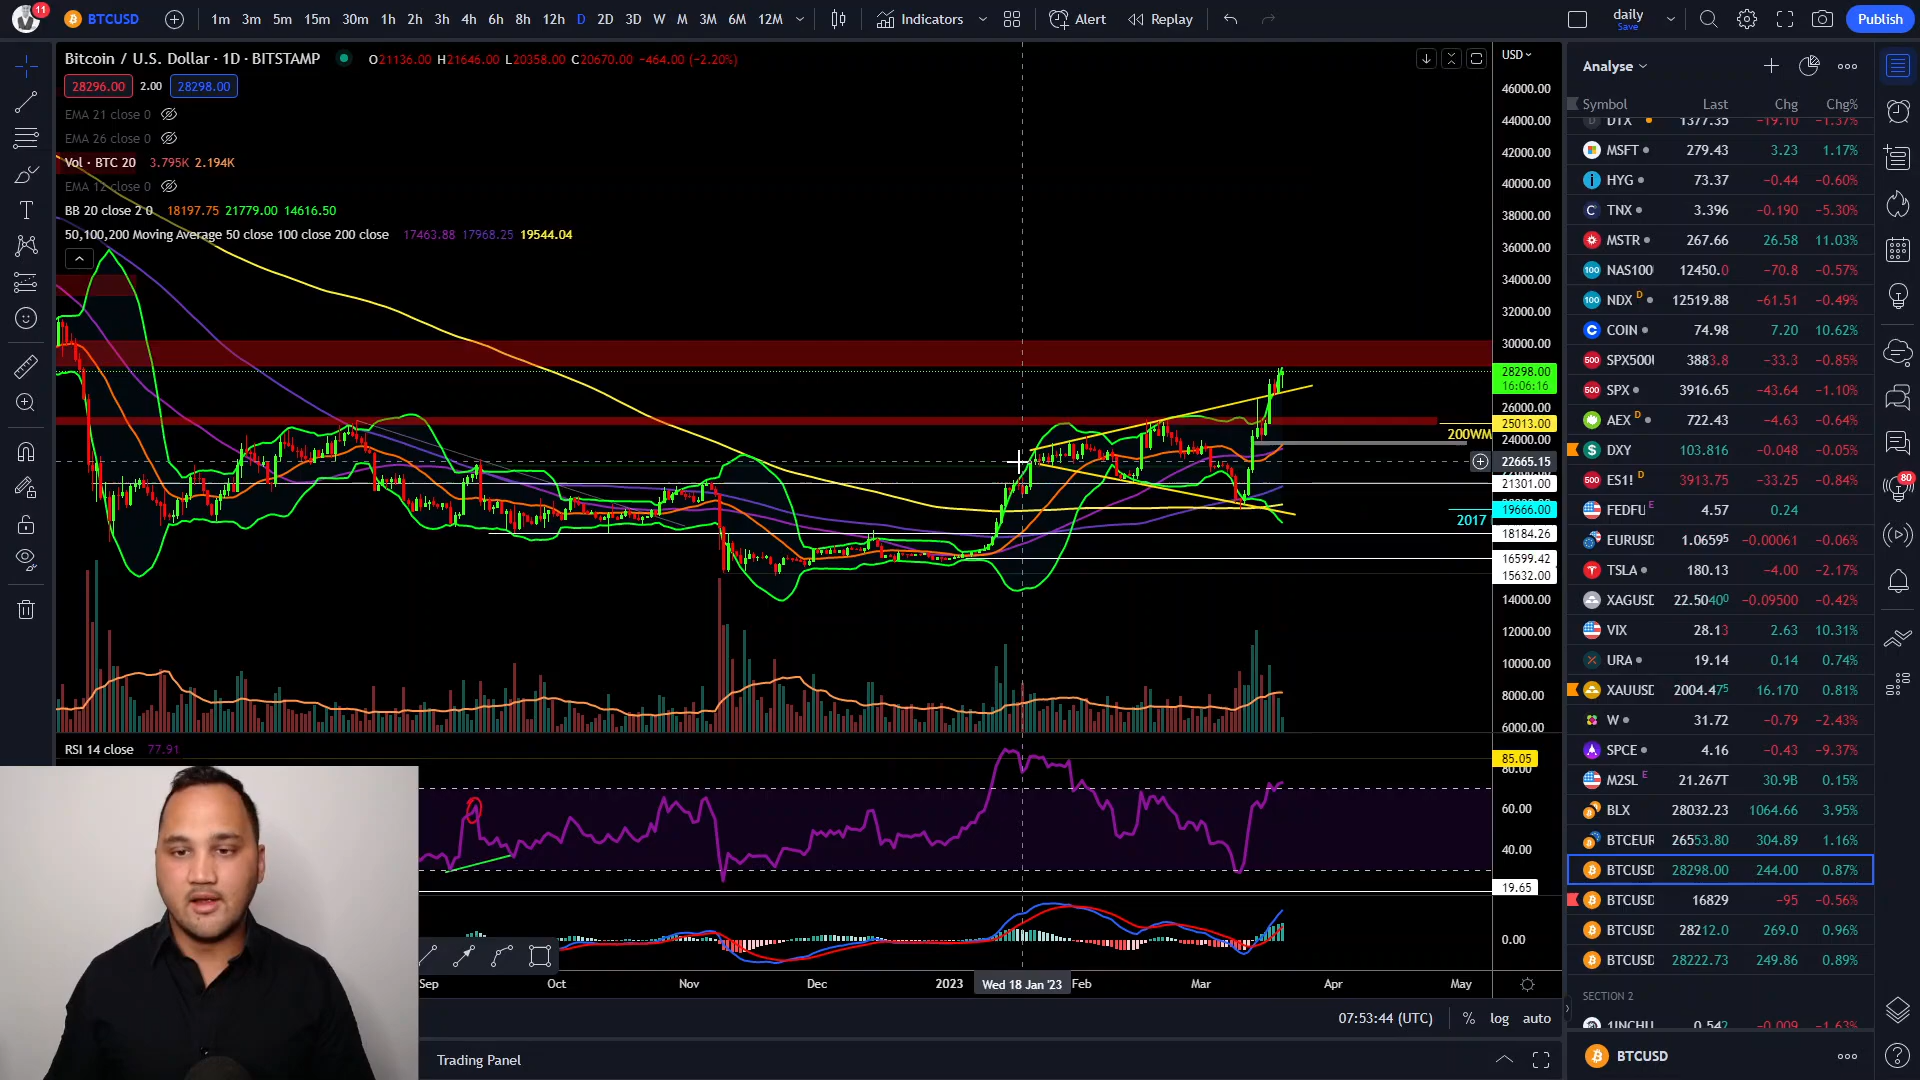 11
BTCUSD
1m 3m 5m 15m 30m 1h 2h 3h 4h 6h 8h 12h D 2D 3D W M 3M 6M 12M
Indicators
Alert
Replay
daily
Save
Publish
Bitcoin / U.S. Dollar · 1D · BITSTAMP
O21136.00 H21646.00 L20358.00 C20670.00 −464.00 (−2.20%)
28296.00 2.00 28298.00
EMA 21 close 0
EMA 26 close 0
Vol · BTC 20 3.795K 2.194K
EMA 12 close 0
BB 20 close 2 0 18197.75 21779.00 14616.50
50,100,200 Moving Average 50 close 100 close 200 close 17463.88 17968.25 19544.04
USD
46000.00
44000.00
42000.00
40000.00
38000.00
36000.00
34000.00
32000.00
30000.00
28298.00
16:06:16
26000.00
25013.00
200WM
24000.00
22665.15
21301.00
19666.00
2017
18184.26
16599.42
15632.00
14000.00
12000.00
10000.00
8000.00
6000.00
RSI 14 close 77.91
85.05
80.00
60.00
40.00
19.65
0.00
Sep Oct Nov Dec 2023 Wed 18 Jan '23 Feb Mar Apr May
07:53:44 (UTC) % log auto
Trading Panel
Analyse
Symbol Last Chg Chg%
DTX 1377.35 −19.10 −1.37%
MSFT 279.43 3.23 1.17%
HYG 73.37 −0.44 −0.60%
TNX 3.396 −0.190 −5.30%
MSTR 267.66 26.58 11.03%
NAS100 12450.0 −70.8 −0.57%
NDX D 12519.88 −61.51 −0.49%
COIN 74.98 7.20 10.62%
SPX500 3883.8 −33.3 −0.85%
SPX 3916.65 −43.64 −1.10%
AEX D 722.43 −4.63 −0.64%
DXY 103.816 −0.048 −0.05%
ES1! D 3913.75 −33.25 −0.84%
FEDFU E 4.57 0.24
EURUSD 1.06595 −0.00061 −0.06%
TSLA 180.13 −4.00 −2.17%
XAGUSD 22.50400 −0.09500 −0.42%
VIX 28.13 2.63 10.31%
URA 19.14 0.14 0.74%
XAUUSD 2004.475 16.170 0.81%
W 31.72 −0.79 −2.43%
SPCE 4.16 −0.43 −9.37%
M2SL E 21.267T 30.9B 0.15%
BLX 28032.23 1064.66 3.95%
BTCEUR 26553.80 304.89 1.16%
BTCUSD 28298.00 244.00 0.87%
BTCUSD 16829 −95 −0.56%
BTCUSD 28212.0 269.0 0.96%
BTCUSD 28222.73 249.86 0.89%
SECTION 2
1INCHU 0.542 −0.009 −1.63%
BTCUSD
80